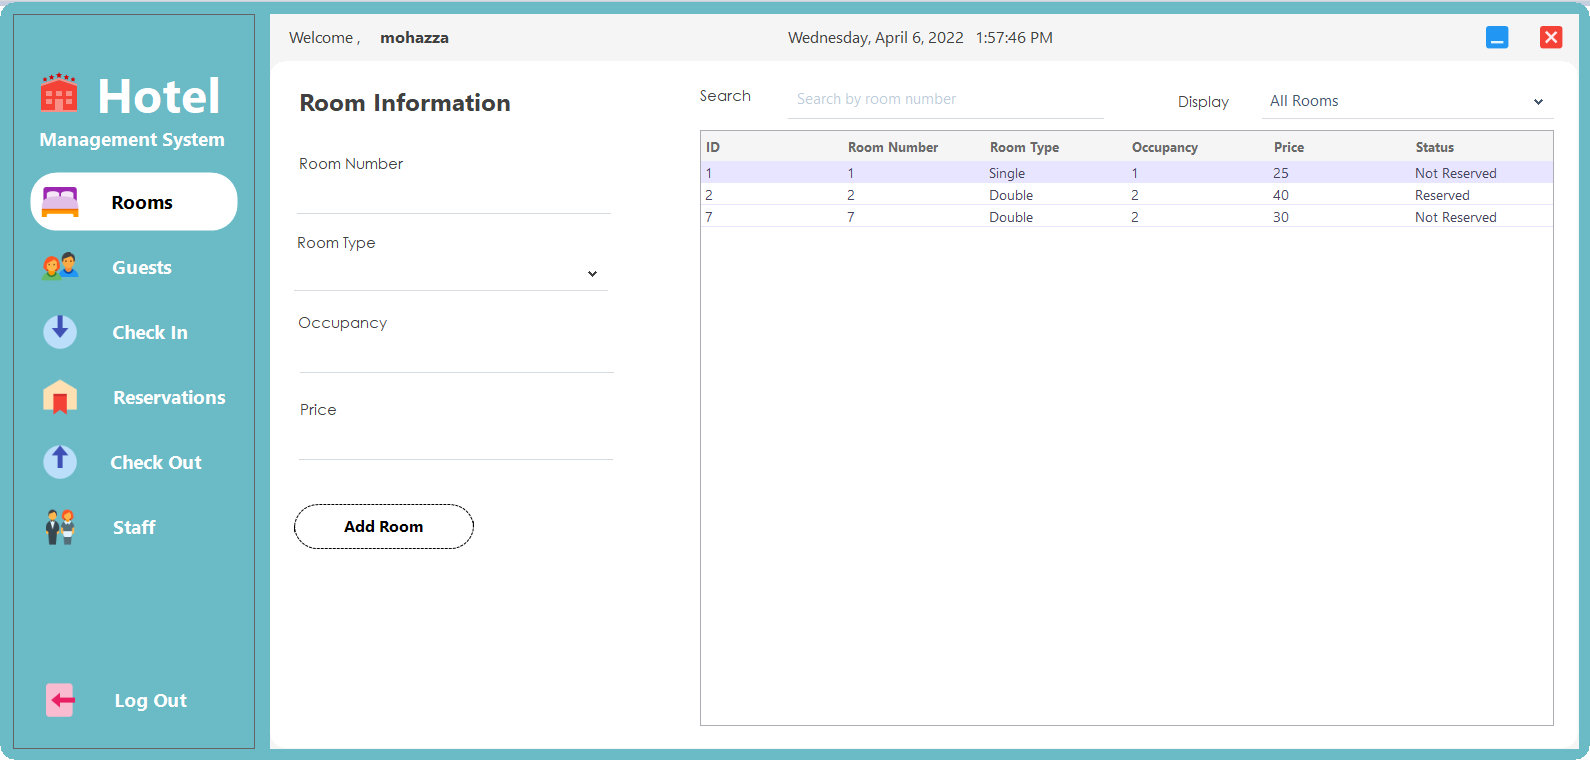 Welcome , mohazza Wednesday, April 6, 2022 1:57:46 PM
Hotel
Management System
Rooms
Guests
Check In
Reservations
Check Out
Staff
Log Out
Room Information
Room Number
Room Type
Occupancy
Price
Add Room
Search Search by room number Display All Rooms
ID Room Number Room Type Occupancy Price Status
1 1 Single 1 25 Not Reserved
2 2 Double 2 40 Reserved
7 7 Double 2 30 Not Reserved